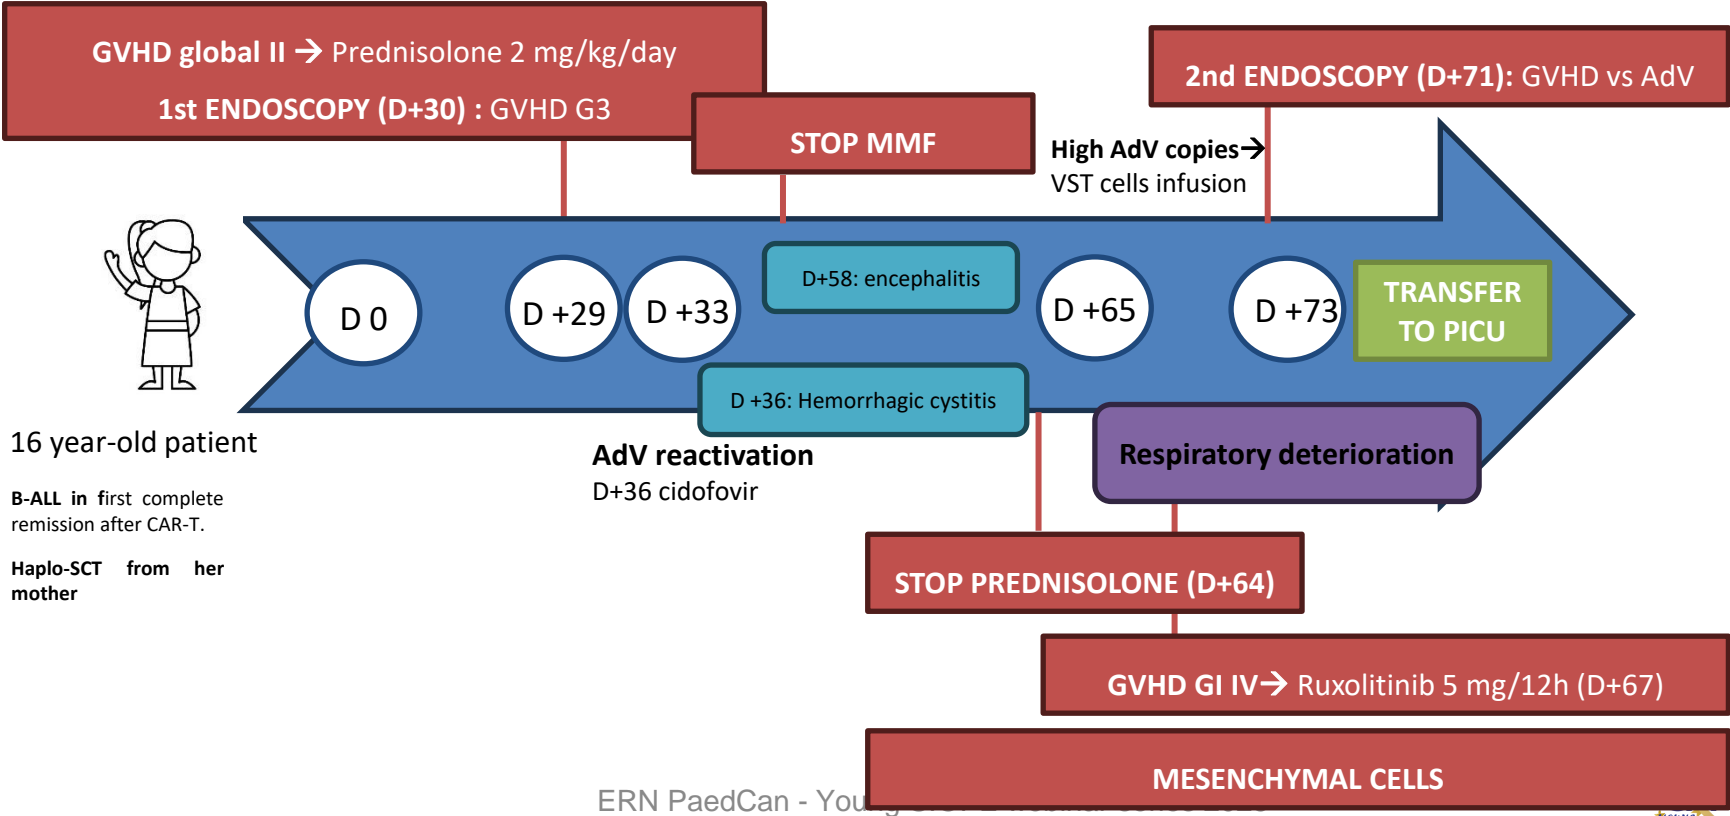 GVHD global II → Prednisolone 2 mg/kg/day
1st ENDOSCOPY (D+30) : GVHD G3
STOP MMF
2nd ENDOSCOPY (D+71): GVHD vs AdV
High AdV copies→
VST cells infusion
D 0
D +29
D +33
D+58: encephalitis
D +65
D +73
TRANSFER
TO PICU
D +36: Hemorrhagic cystitis
16 year-old patient
B-ALL in first complete
remission after CAR-T.
Haplo-SCT from her
mother
AdV reactivation
D+36 cidofovir
Respiratory deterioration
STOP PREDNISOLONE (D+64)
GVHD GI IV→ Ruxolitinib 5 mg/12h (D+67)
MESENCHYMAL CELLS
ERN PaedCan -